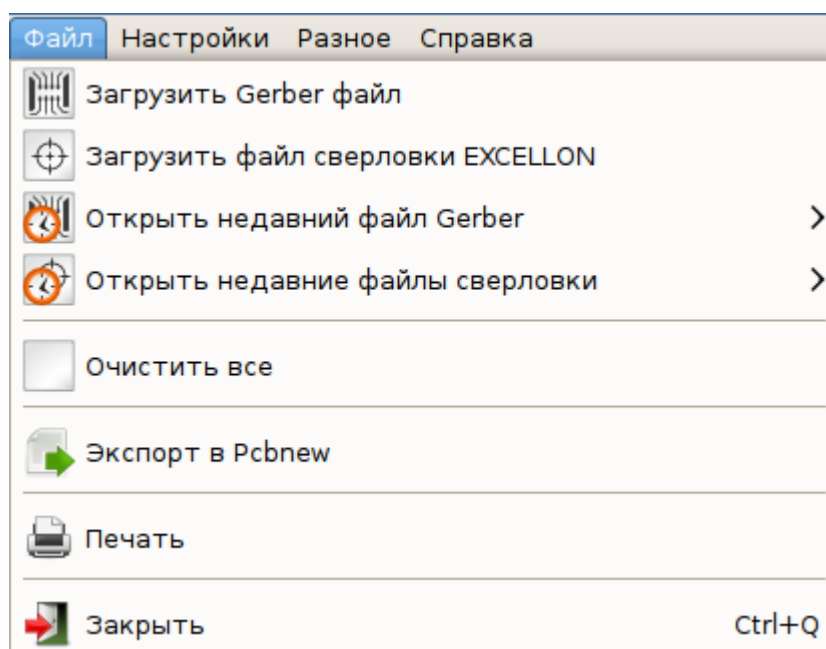 Файл Настройки Разное Справка
Загрузить Gerber файл
Загрузить файл сверловки EXCELLON
Открыть недавний файл Gerber
Открыть недавние файлы сверловки
Очистить все
Экспорт в Pcbnew
Печать
Закрыть Ctrl+Q